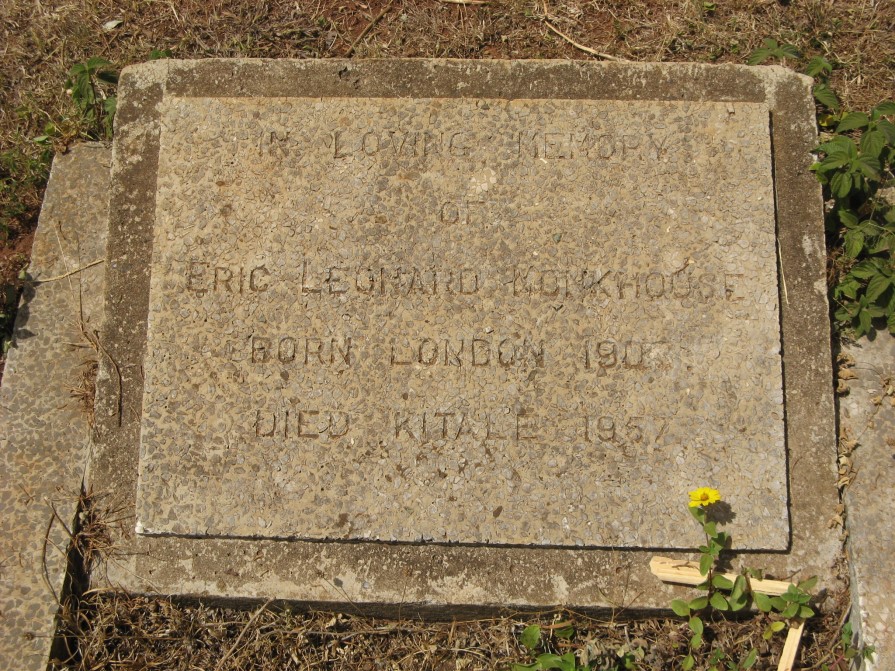 IN LOVING MEMORY
OF
ERIC LEONARD MONKHOUSE
BORN LONDON
DIED KITALE 1957